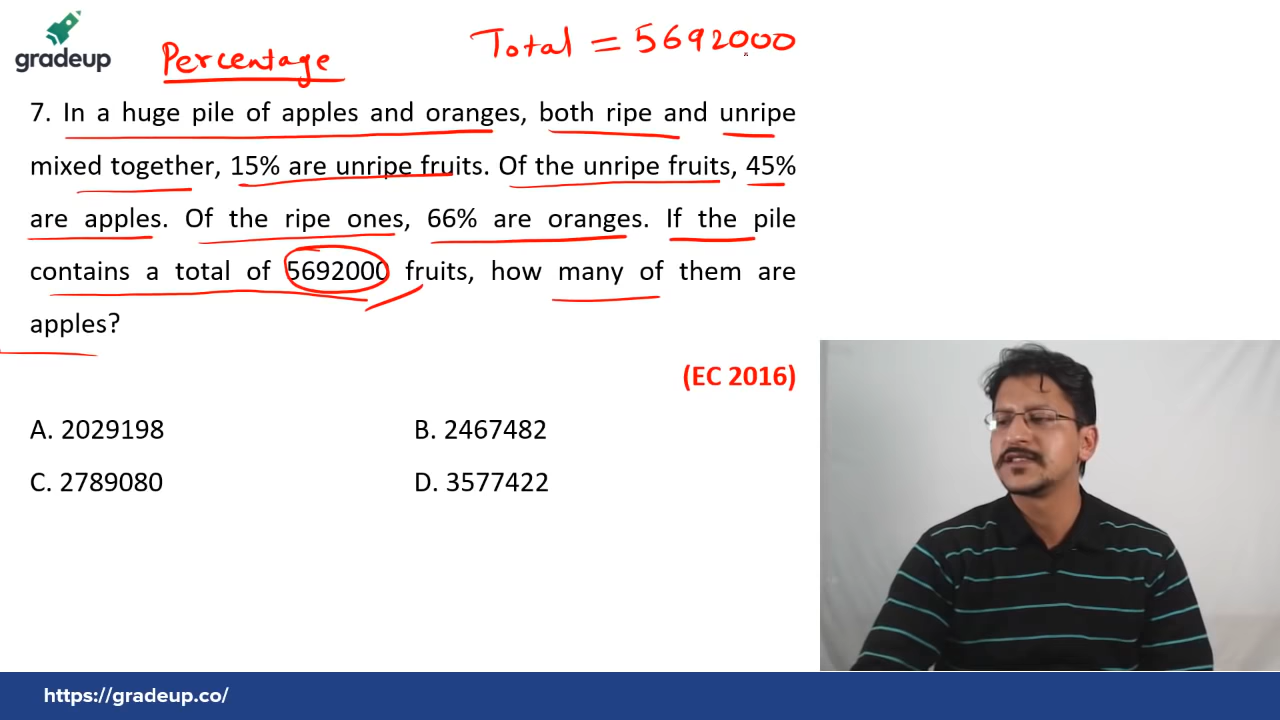 gradeup
Percentage
Total = 5692000
7. In a huge pile of apples and oranges, both ripe and unripe
mixed together, 15% are unripe fruits. Of the unripe fruits, 45%
are apples. Of the ripe ones, 66% are oranges. If the pile
contains a total of 5692000 fruits, how many of them are
apples?
(EC 2016)
A. 2029198
B. 2467482
C. 2789080
D. 3577422
https://gradeup.co/